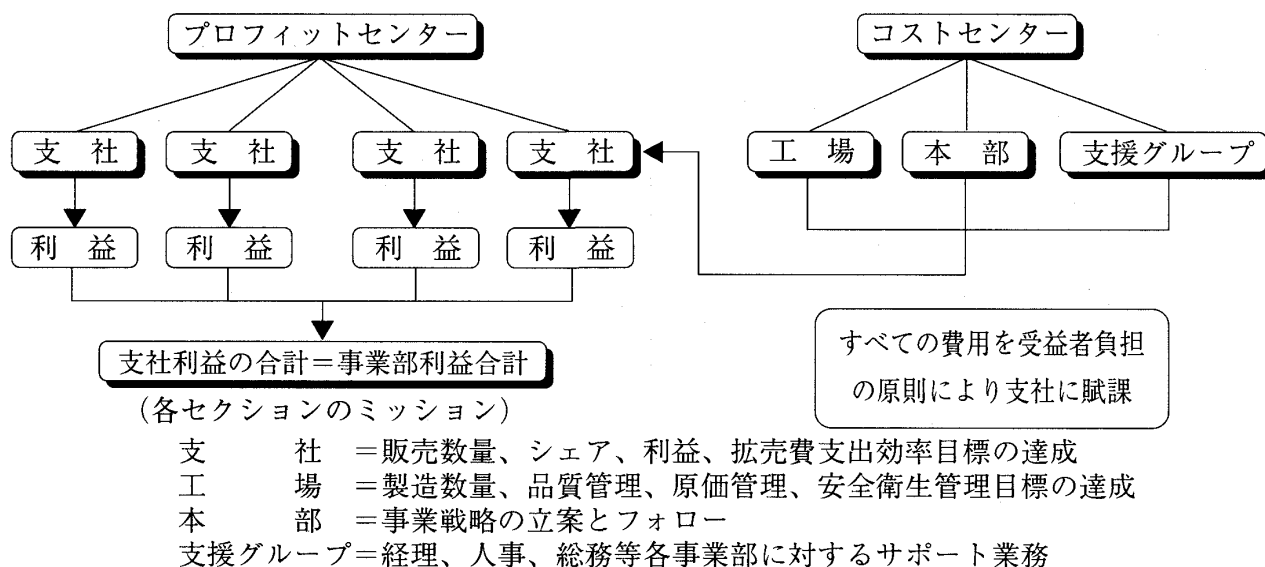 プロフィットセンター
コストセンター
支社
支社
支社
支社
工場
本部
支援グループ
利益
利益
利益
利益
支社利益の合計＝事業部利益合計
すべての費用を受益者負担
の原則により支社に賦課
（各セクションのミッション）
支社＝販売数量、シェア、利益、拡売費支出効率目標の達成
工場＝製造数量、品質管理、原価管理、安全衛生管理目標の達成
本部＝事業戦略の立案とフォロー
支援グループ＝経理、人事、総務等各事業部に対するサポート業務